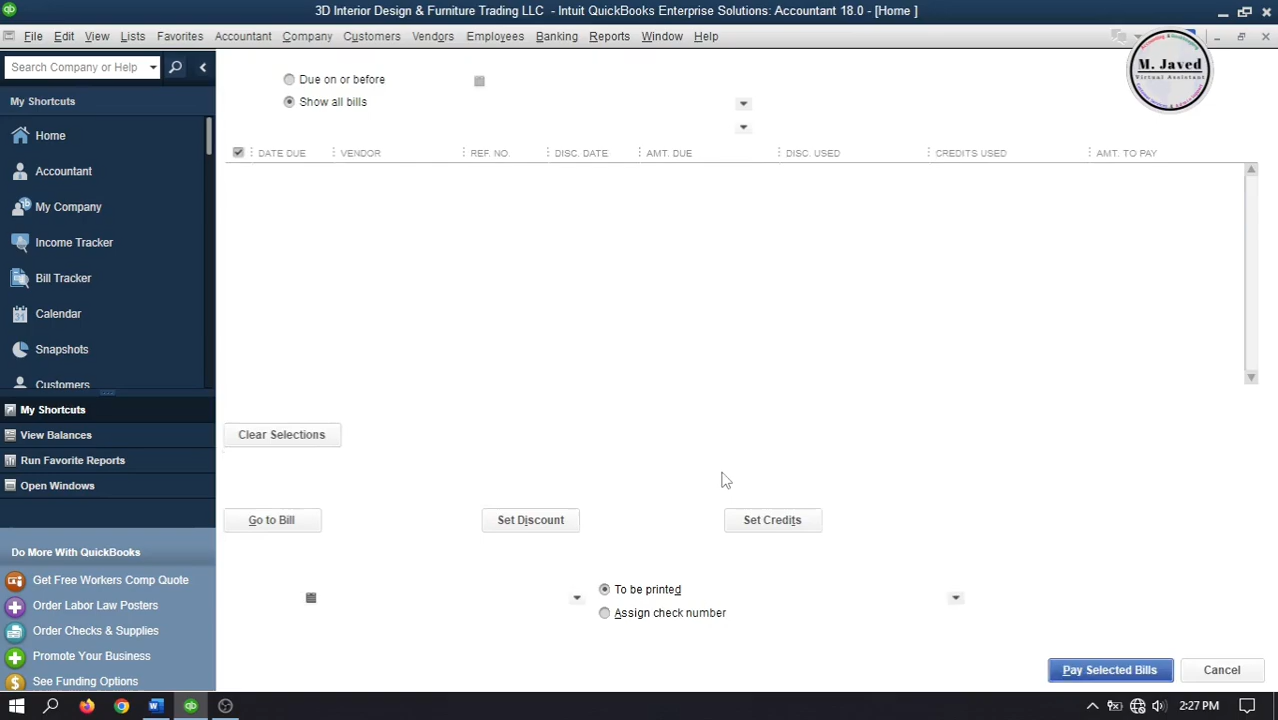 3D Interior Design & Furniture Trading LLC - Intuit QuickBooks Enterprise Solutions: Accountant 18.0 - [Home ]
File Edit View Lists Favorites Accountant Company Customers Vendors Employees Banking Reports Window Help
Search Company or Help
My Shortcuts
Home
Accountant
My Company
Income Tracker
Bill Tracker
Calendar
Snapshots
Customers
My Shortcuts
View Balances
Run Favorite Reports
Open Windows
Do More With QuickBooks
Get Free Workers Comp Quote
Order Labor Law Posters
Order Checks & Supplies
Promote Your Business
See Funding Options
Due on or before
Show all bills
DATE DUE VENDOR REF. NO. DISC. DATE AMT. DUE DISC. USED CREDITS USED AMT. TO PAY
Clear Selections
Go to Bill Set Discount Set Credits
To be printed
Assign check number
Pay Selected Bills Cancel
M. Javed
Virtual Assistant
2:27 PM